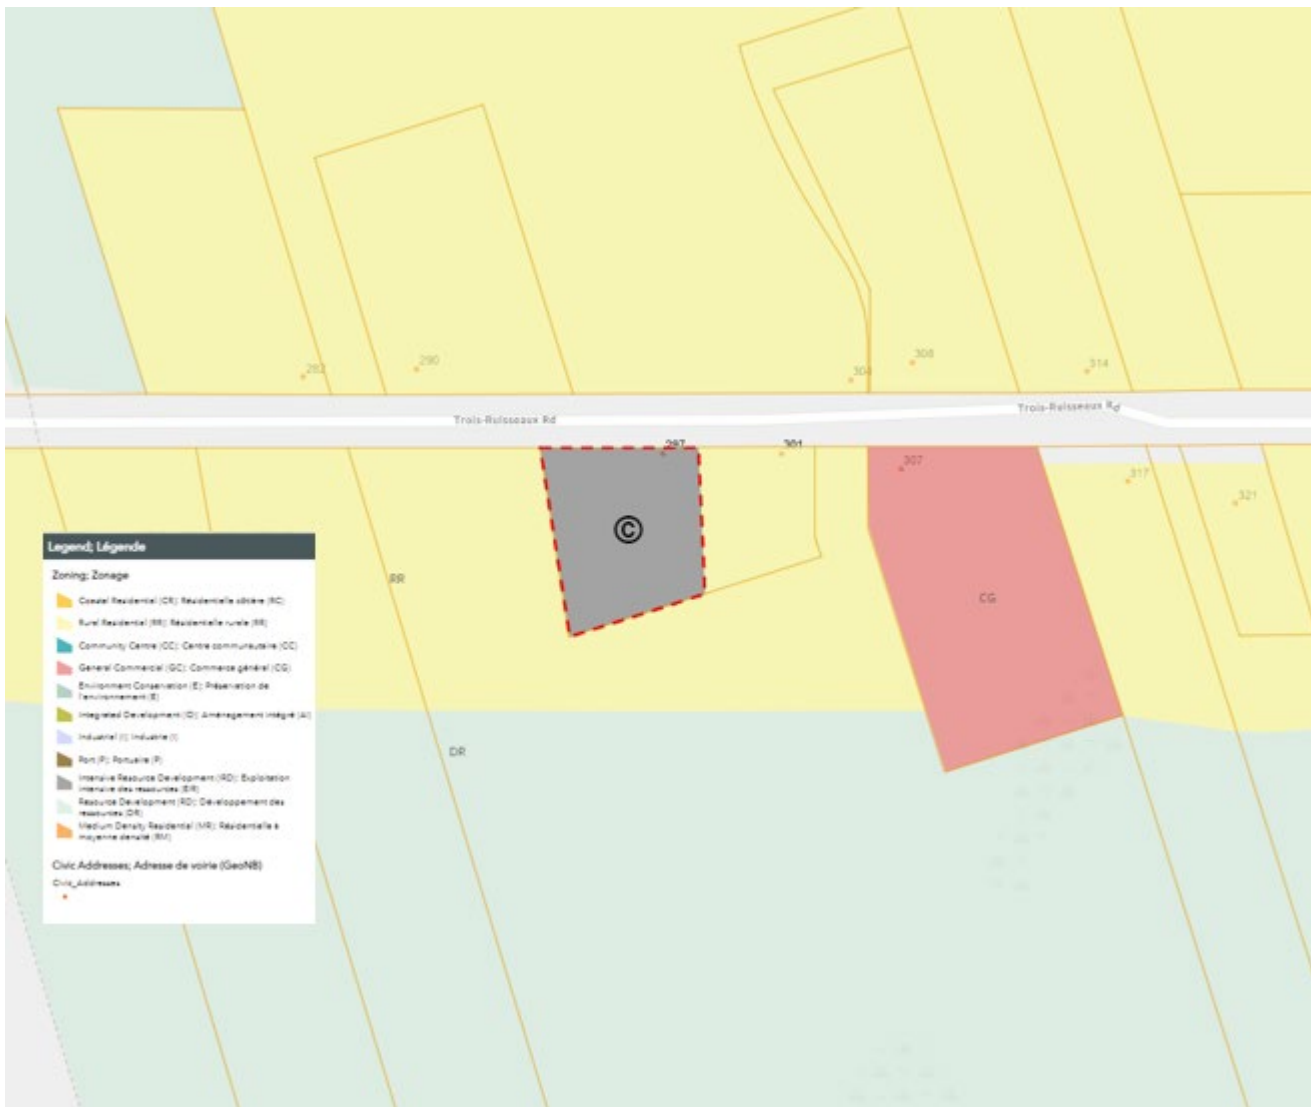 282
290
304
308
314
Trois-Ruisseaux Rd
Trois-Ruisseaux Rd
297
301
307
317
321
©
RR
CG
DR
Legend; Légende
Zoning; Zonage
Coastal Residential (CR); Résidentielle côtière (RC)
Rural Residential (RR); Résidentielle rurale (RR)
Community Centre (CC); Centre communautaire (CC)
General Commercial (GC); Commerce général (CG)
Environment Conservation (E); Préservation de
l'environnement (E)
Integrated Development (ID); Aménagement intégré (AI)
Industrial (I); Industrie (I)
Port (P); Portuaire (P)
Intensive Resource Development (IRD); Exploitation
intensive des ressources (EIR)
Resource Development (RD); Développement des
ressources (DR)
Medium Density Residential (MR); Résidentielle à
moyenne densité (RM)
Civic Addresses; Adresse de voirie (GeoNB)
Civic_Addresses